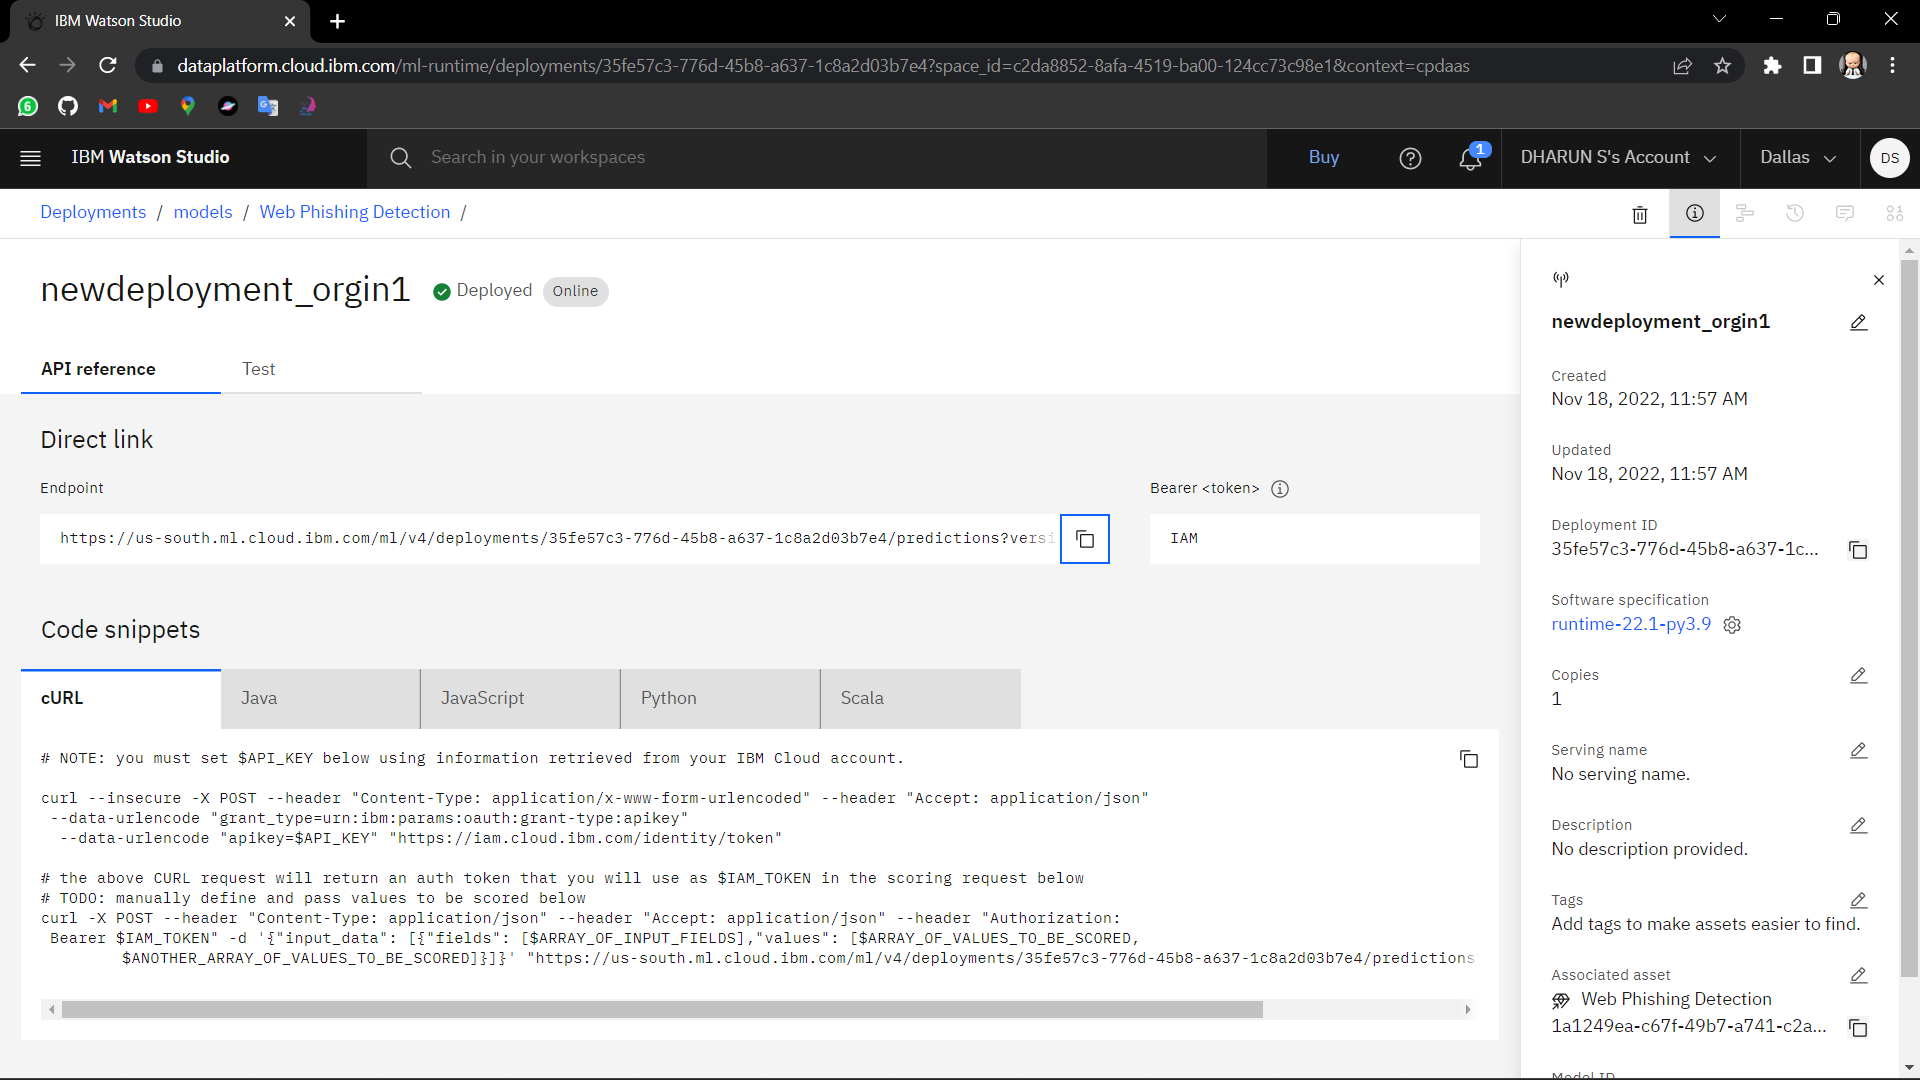 IBM Watson Studio
dataplatform.cloud.ibm.com/ml-runtime/deployments/35fe57c3-776d-45b8-a637-1c8a2d03b7e4?space_id=c2da8852-8afa-4519-ba00-124cc73c98e1&context=cpdaas
6
IBM Watson Studio
Search in your workspaces
Buy
1
DHARUN S's Account
Dallas
DS
Deployments / models / Web Phishing Detection /
newdeployment_orgin1
Deployed
Online
API reference
Test
Direct link
Endpoint
Bearer <token>
https://us-south.ml.cloud.ibm.com/ml/v4/deployments/35fe57c3-776d-45b8-a637-1c8a2d03b7e4/predictions?versi
IAM
Code snippets
cURL
Java
JavaScript
Python
Scala
# NOTE: you must set $API_KEY below using information retrieved from your IBM Cloud account.
curl --insecure -X POST --header "Content-Type: application/x-www-form-urlencoded" --header "Accept: application/json"
--data-urlencode "grant_type=urn:ibm:params:oauth:grant-type:apikey"
--data-urlencode "apikey=$API_KEY" "https://iam.cloud.ibm.com/identity/token"
# the above CURL request will return an auth token that you will use as $IAM_TOKEN in the scoring request below
# TODO: manually define and pass values to be scored below
curl -X POST --header "Content-Type: application/json" --header "Accept: application/json" --header "Authorization:
Bearer $IAM_TOKEN" -d '{"input_data": [{"fields": [$ARRAY_OF_INPUT_FIELDS],"values": [$ARRAY_OF_VALUES_TO_BE_SCORED,
$ANOTHER_ARRAY_OF_VALUES_TO_BE_SCORED]}]}' "https://us-south.ml.cloud.ibm.com/ml/v4/deployments/35fe57c3-776d-45b8-a637-1c8a2d03b7e4/predictions
newdeployment_orgin1
Created
Nov 18, 2022, 11:57 AM
Updated
Nov 18, 2022, 11:57 AM
Deployment ID
35fe57c3-776d-45b8-a637-1c...
Software specification
runtime-22.1-py3.9
Copies
1
Serving name
No serving name.
Description
No description provided.
Tags
Add tags to make assets easier to find.
Associated asset
Web Phishing Detection
1a1249ea-c67f-49b7-a741-c2a...
Model ID